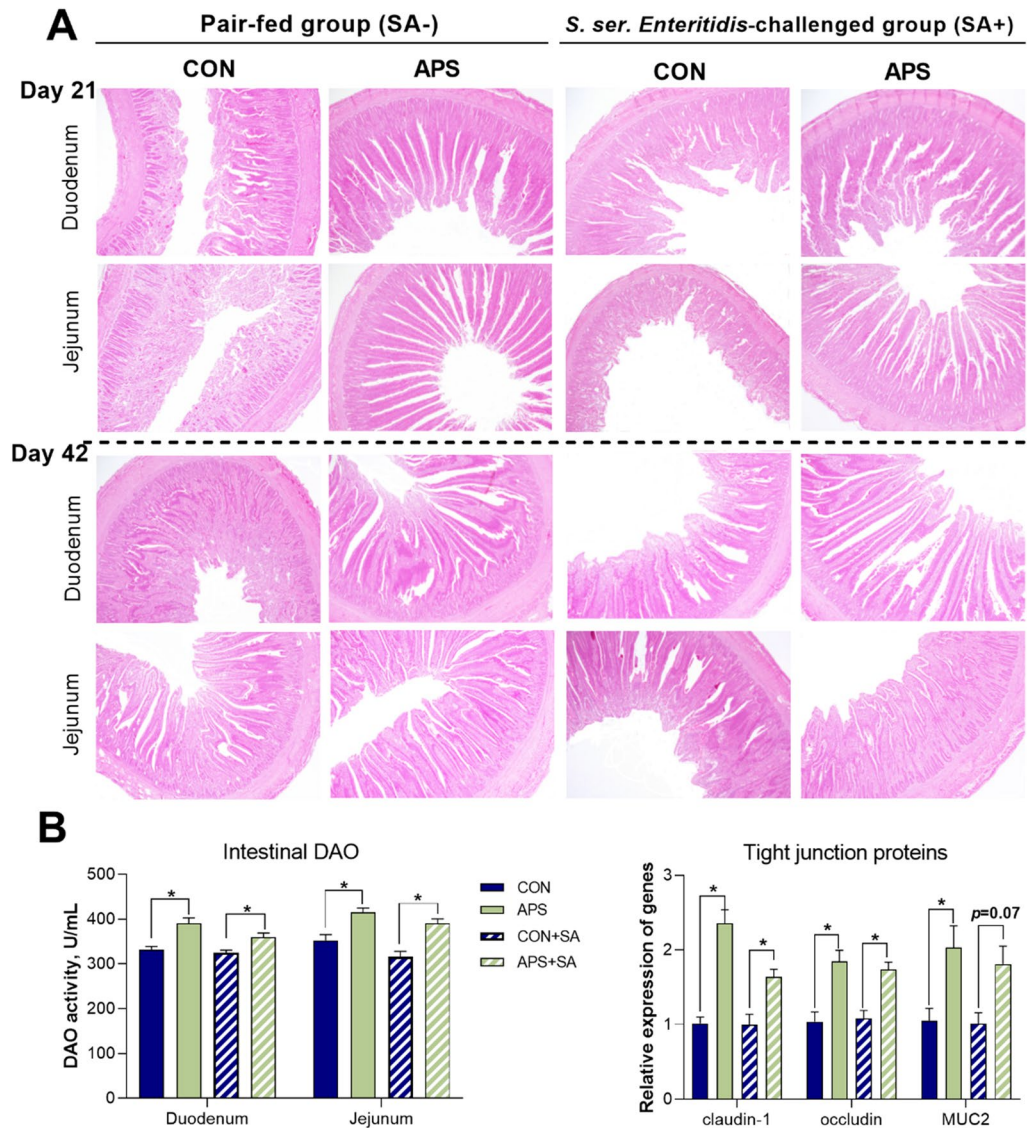 A
Pair-fed group (SA-)
S. ser. Enteritidis-challenged group (SA+)
CON
APS
CON
APS
Day 21
Duodenum
Jejunum
Day 42
Duodenum
Jejunum
B
Intestinal DAO
DAO activity, U/mL
500
400
300
200
100
0
*
*
*
*
Duodenum
Jejunum
CON
APS
CON+SA
APS+SA
Tight junction proteins
Relative expression of genes
3
2
1
0
*
*
*
*
*
p=0.07
claudin-1
occludin
MUC2